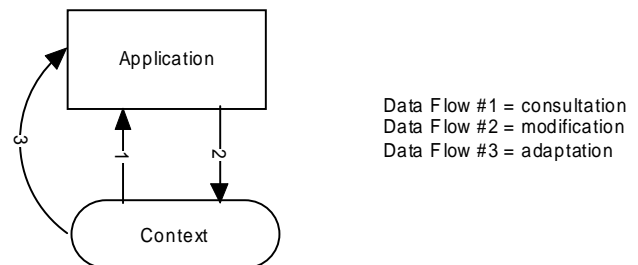 Application
Data Flow #1 = consultation
Data Flow #2 = modification
Data Flow #3 = adaptation
3
1
2
Context